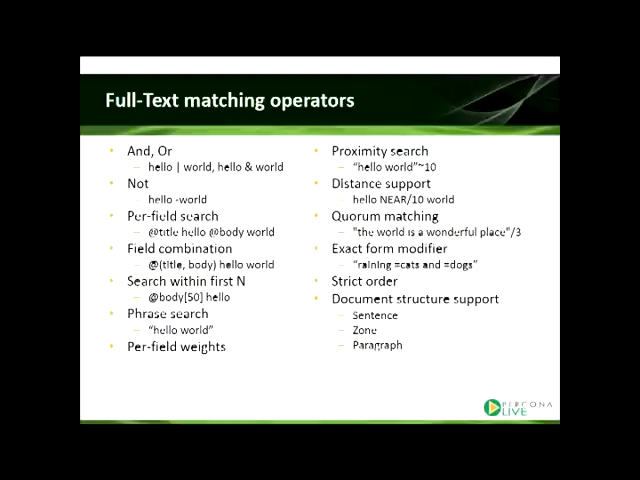 Full-Text matching operators
And, Or
hello | world, hello & world
Not
hello -world
Per-field search
@title hello @body world
Field combination
@(title, body) hello world
Search within first N
@body[50] hello
Phrase search
“hello world”
Per-field weights
Proximity search
“hello world”~10
Distance support
hello NEAR/10 world
Quorum matching
"the world is a wonderful place"/3
Exact form modifier
“raining =cats and =dogs”
Strict order
Document structure support
Sentence
Zone
Paragraph
PERCONA
LIVE